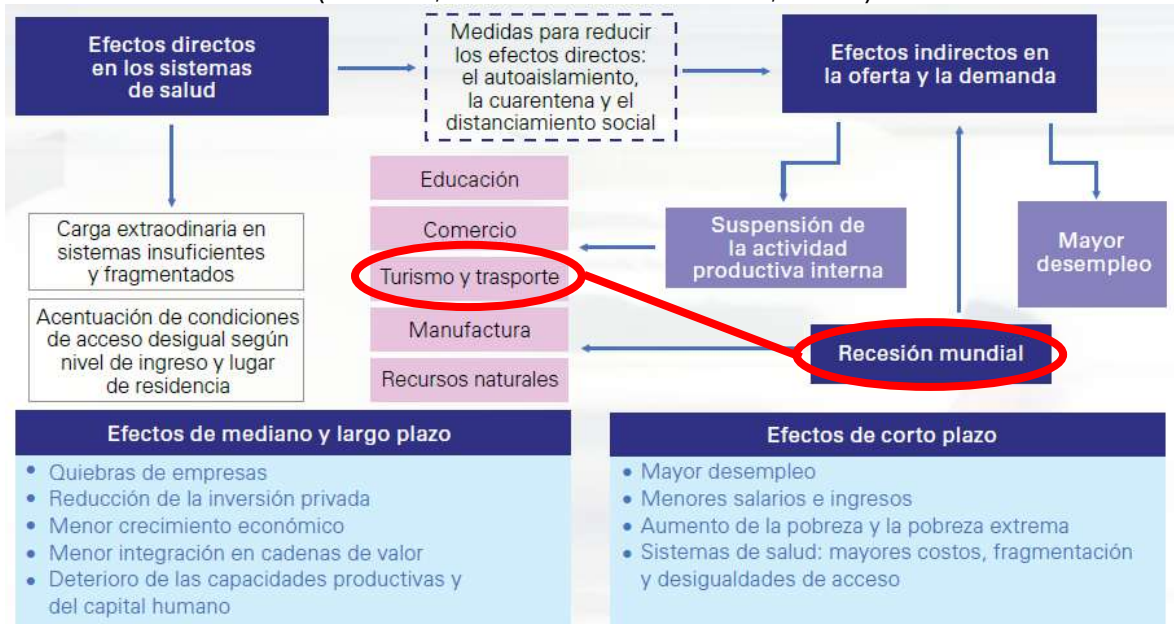 Efectos directos
en los sistemas
de salud
Medidas para reducir
los efectos directos:
el autoaislamiento,
la cuarentena y el
distanciamiento social
Efectos indirectos en
la oferta y la demanda
Carga extraodinaria en
sistemas insuficientes
y fragmentados
Acentuación de condiciones
de acceso desigual según
nivel de ingreso y lugar
de residencia
Educación
Comercio
Turismo y trasporte
Manufactura
Recursos naturales
Suspensión de
la actividad
productiva interna
Mayor
desempleo
Recesión mundial
Efectos de mediano y largo plazo
• Quiebras de empresas
• Reducción de la inversión privada
• Menor crecimiento económico
• Menor integración en cadenas de valor
• Deterioro de las capacidades productivas y
del capital humano
Efectos de corto plazo
• Mayor desempleo
• Menores salarios e ingresos
• Aumento de la pobreza y la pobreza extrema
• Sistemas de salud: mayores costos, fragmentación
y desigualdades de acceso